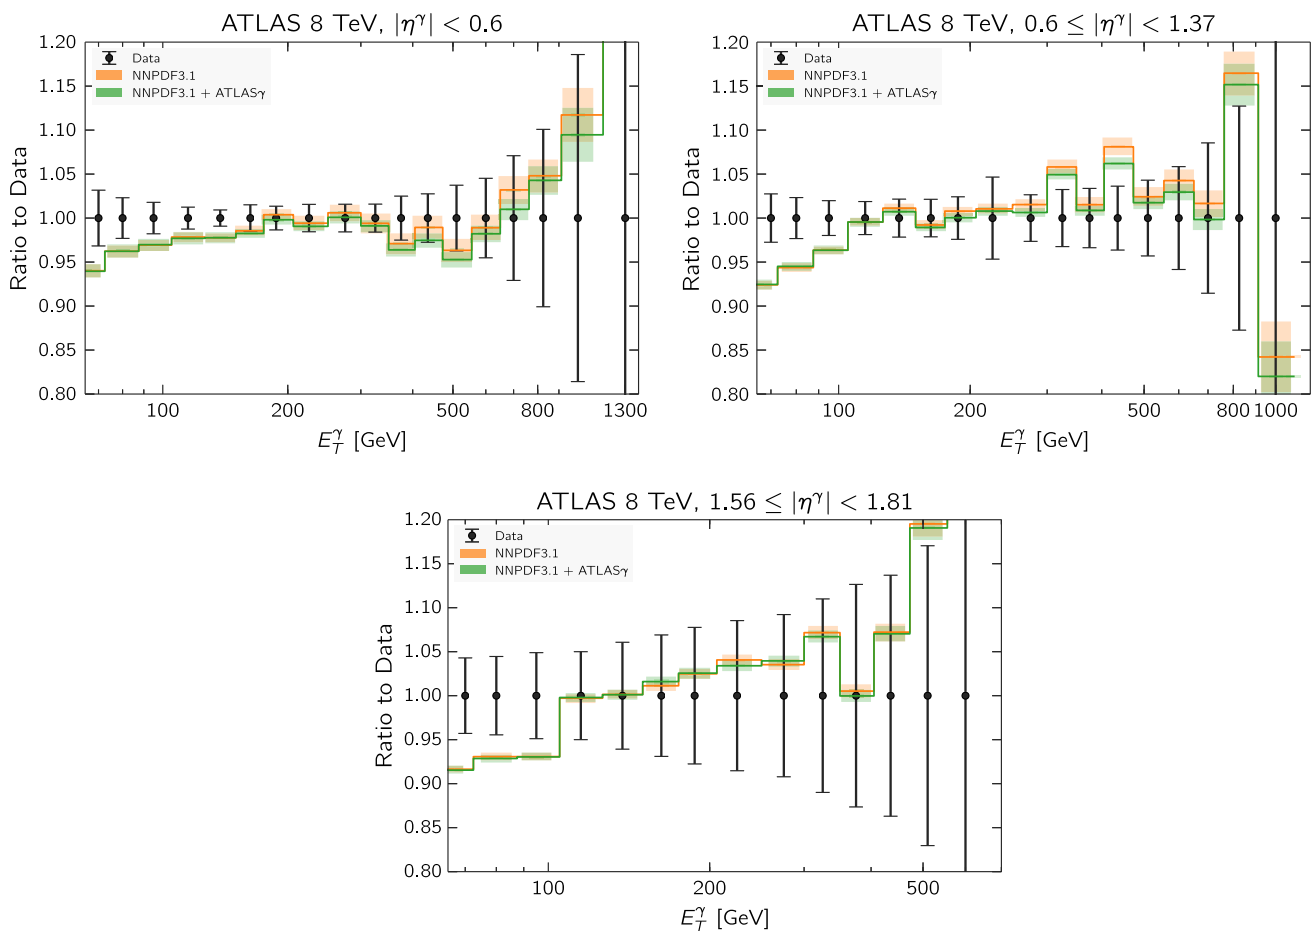 ATLAS 8 TeV, |η^γ| < 0.6
Ratio to Data
1.20
1.15
1.10
1.05
1.00
0.95
0.90
0.85
0.80
Data
NNPDF3.1
NNPDF3.1 + ATLASγ
100
200
500
800
1300
E_T^γ [GeV]
ATLAS 8 TeV, 0.6 ≤ |η^γ| < 1.37
Ratio to Data
1.20
1.15
1.10
1.05
1.00
0.95
0.90
0.85
0.80
Data
NNPDF3.1
NNPDF3.1 + ATLASγ
100
200
500
800
1000
E_T^γ [GeV]
ATLAS 8 TeV, 1.56 ≤ |η^γ| < 1.81
Ratio to Data
1.20
1.15
1.10
1.05
1.00
0.95
0.90
0.85
0.80
Data
NNPDF3.1
NNPDF3.1 + ATLASγ
100
200
500
E_T^γ [GeV]